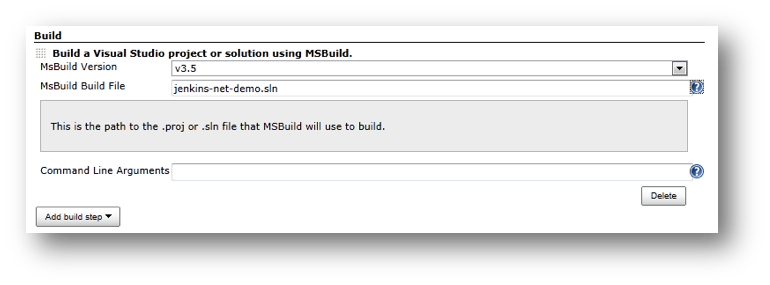 Build
Build a Visual Studio project or solution using MSBuild.
MsBuild Version
v3.5
MsBuild Build File
jenkins-net-demo.sln
This is the path to the .proj or .sln file that MSBuild will use to build.
Command Line Arguments
Delete
Add build step